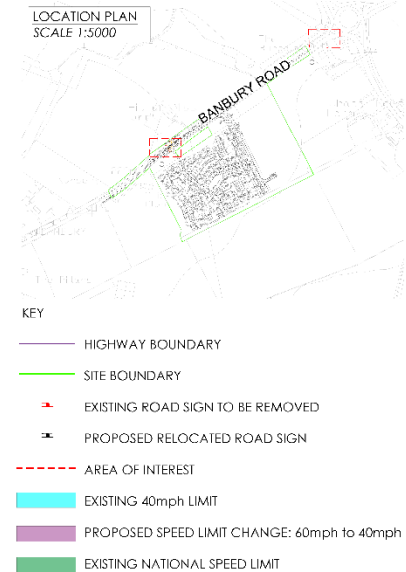 LOCATION PLAN
SCALE 1:5000
BANBURY ROAD
KEY
HIGHWAY BOUNDARY
SITE BOUNDARY
EXISTING ROAD SIGN TO BE REMOVED
PROPOSED RELOCATED ROAD SIGN
AREA OF INTEREST
EXISTING 40mph LIMIT
PROPOSED SPEED LIMIT CHANGE: 60mph to 40mph
EXISTING NATIONAL SPEED LIMIT